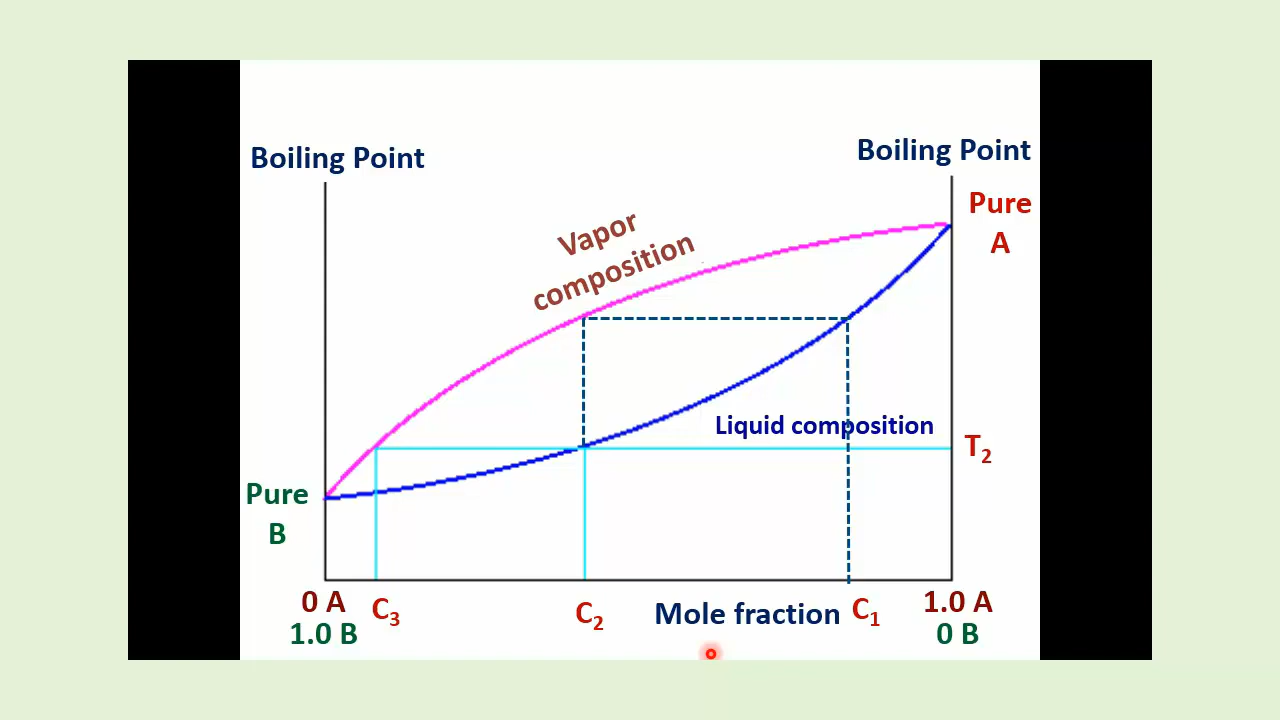 Boiling Point
Boiling Point
Pure
A
Vapor
composition
Liquid composition
T₂
Pure
B
0 A
1.0 B
C₃
C₂
Mole fraction
C₁
1.0 A
0 B